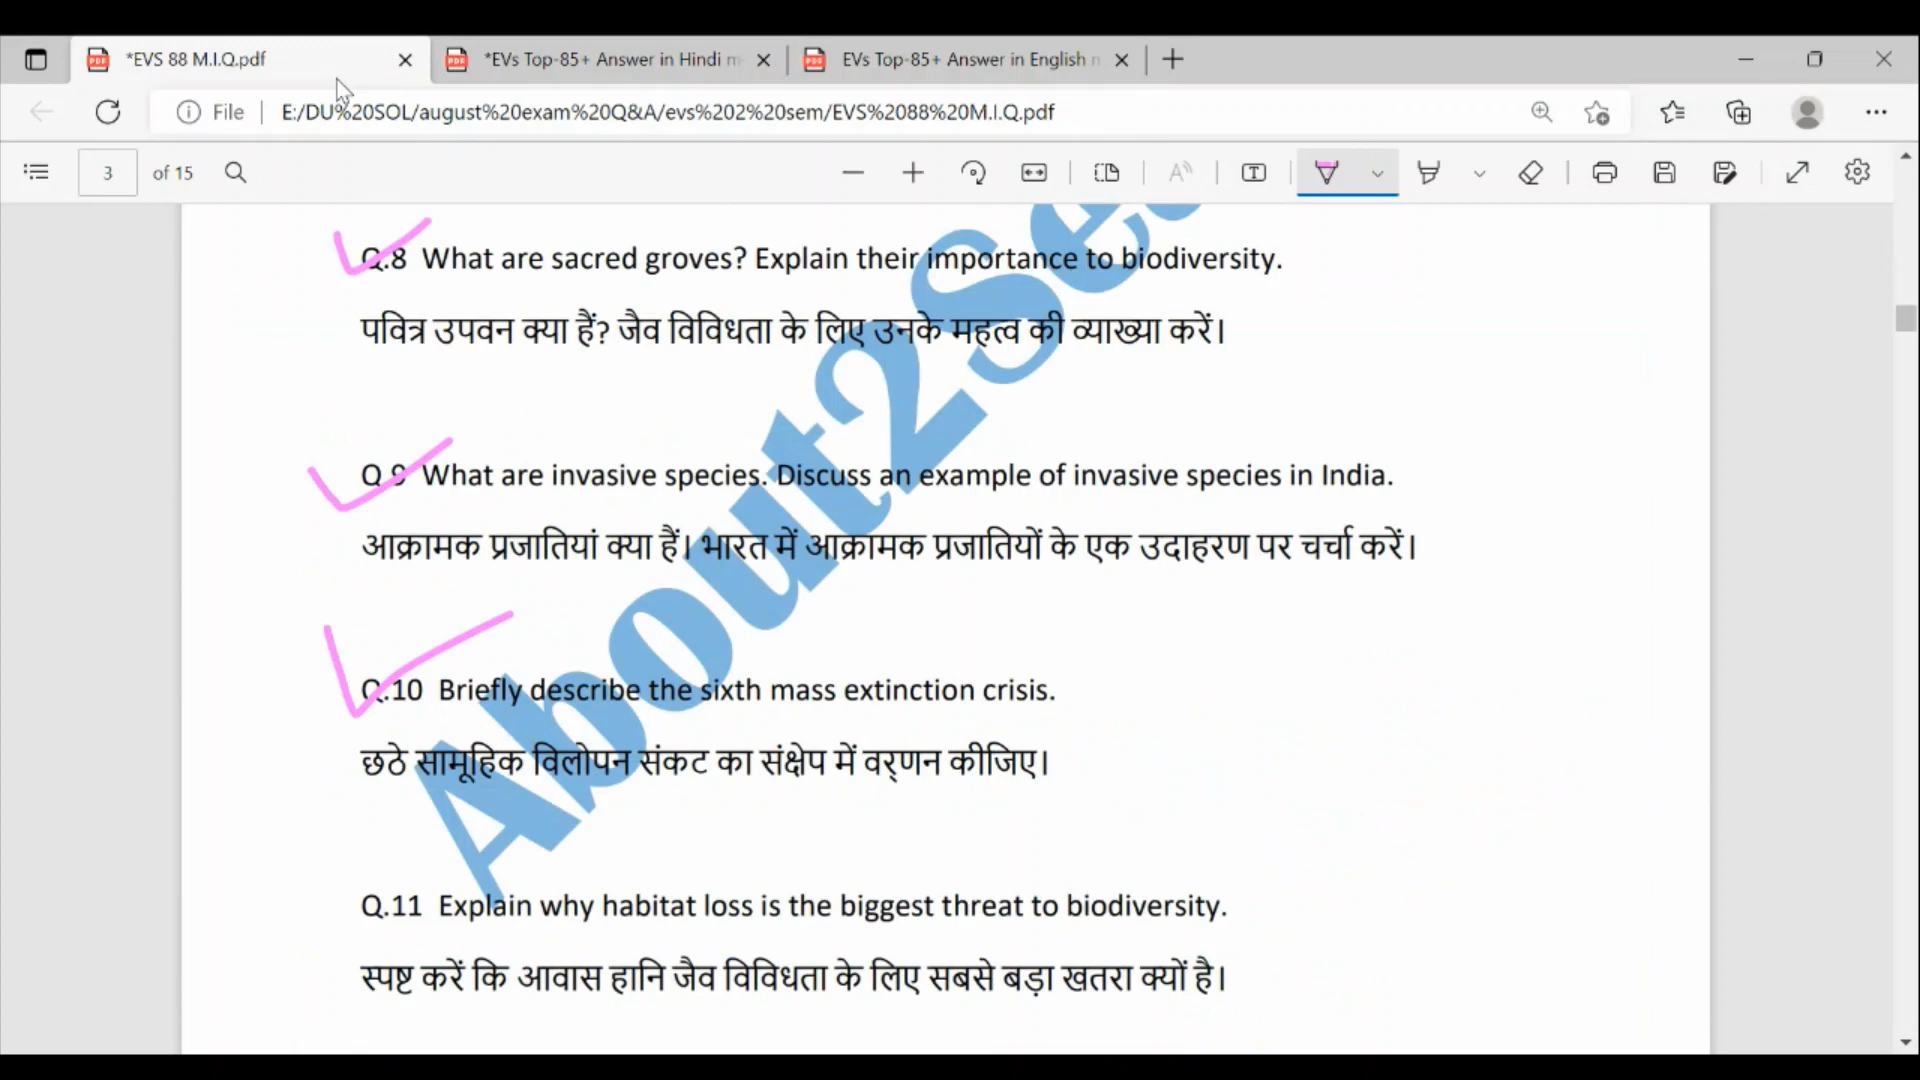 *EVS 88 M.I.Q.pdf
*EVs Top-85+ Answer in Hindi m
EVs Top-85+ Answer in English n
File
E:/DU%20SOL/august%20exam%20Q&A/evs%202%20sem/EVS%2088%20M.I.Q.pdf
3 of 15
Q.8 What are sacred groves? Explain their importance to biodiversity.
पवित्र उपवन क्या हैं? जैव विविधता के लिए उनके महत्व की व्याख्या करें।
Q.9 What are invasive species. Discuss an example of invasive species in India.
आक्रामक प्रजातियां क्या हैं। भारत में आक्रामक प्रजातियों के एक उदाहरण पर चर्चा करें।
Q.10 Briefly describe the sixth mass extinction crisis.
छठे सामूहिक विलोपन संकट का संक्षेप में वर्णन कीजिए।
Q.11 Explain why habitat loss is the biggest threat to biodiversity.
स्पष्ट करें कि आवास हानि जैव विविधता के लिए सबसे बड़ा खतरा क्यों है।
About2Se